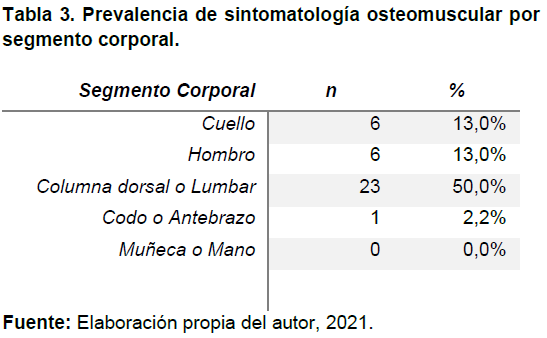 Tabla 3. Prevalencia de sintomatología osteomuscular por
segmento corporal.
Segmento Corporal n %
Cuello 6 13,0%
Hombro 6 13,0%
Columna dorsal o Lumbar 23 50,0%
Codo o Antebrazo 1 2,2%
Muñeca o Mano 0 0,0%
Fuente: Elaboración propia del autor, 2021.